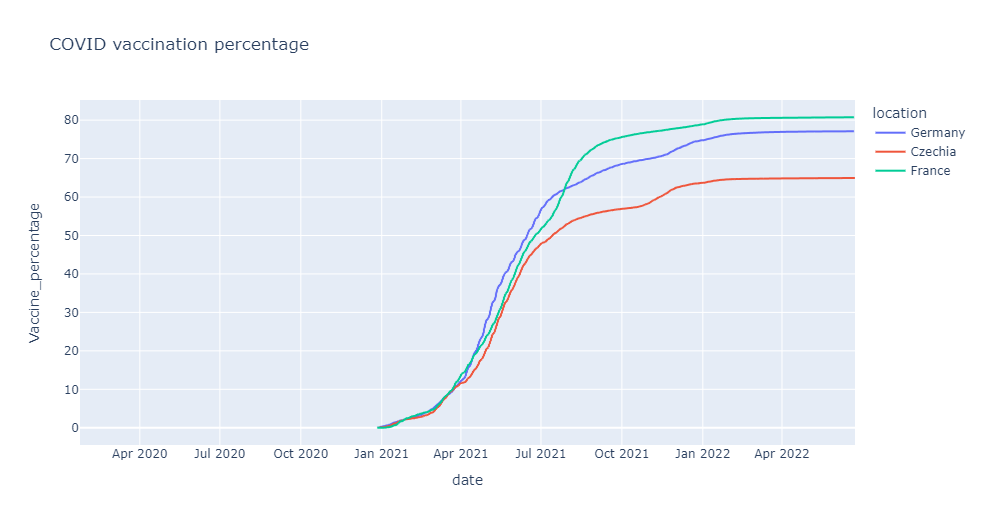 COVID vaccination percentage
location
Germany
Czechia
France
Vaccine_percentage
80
70
60
50
40
30
20
10
0
Apr 2020
Jul 2020
Oct 2020
Jan 2021
Apr 2021
Jul 2021
Oct 2021
Jan 2022
Apr 2022
date